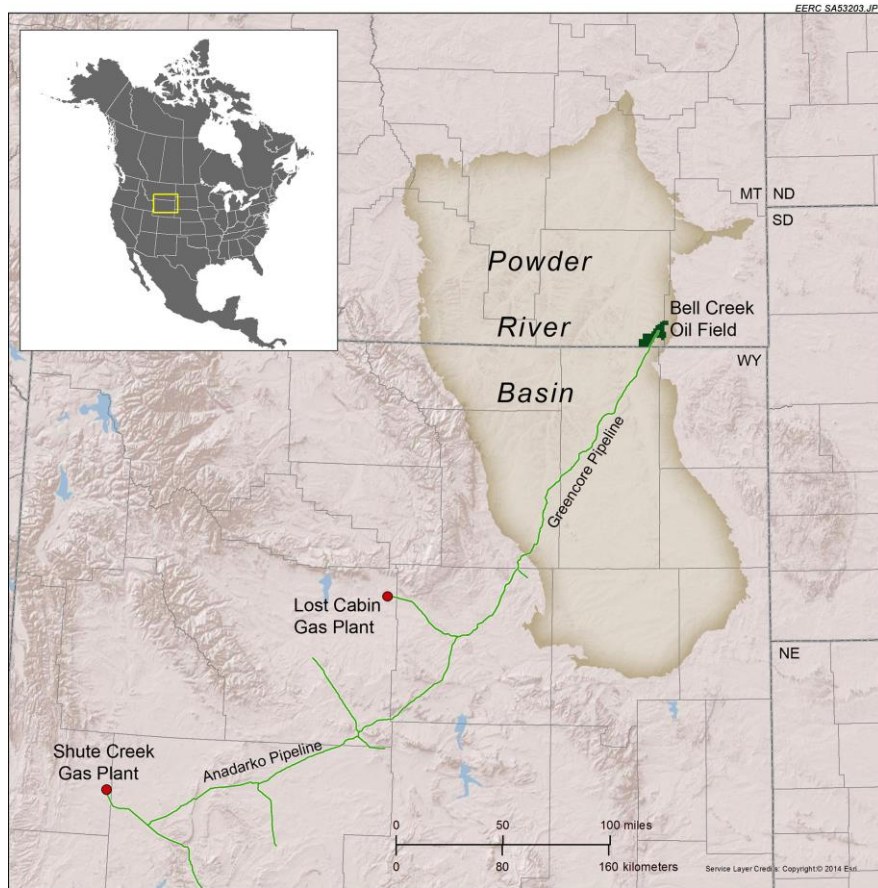 EERC SA53203.JP
MT
ND
SD
Powder
River
Basin
Bell Creek
Oil Field
WY
Greencore Pipeline
Lost Cabin
Gas Plant
NE
Shute Creek
Gas Plant
Anadarko Pipeline
0 50 100 miles
0 80 160 kilometers
Service Layer Credits: Copyright:© 2014 Esri